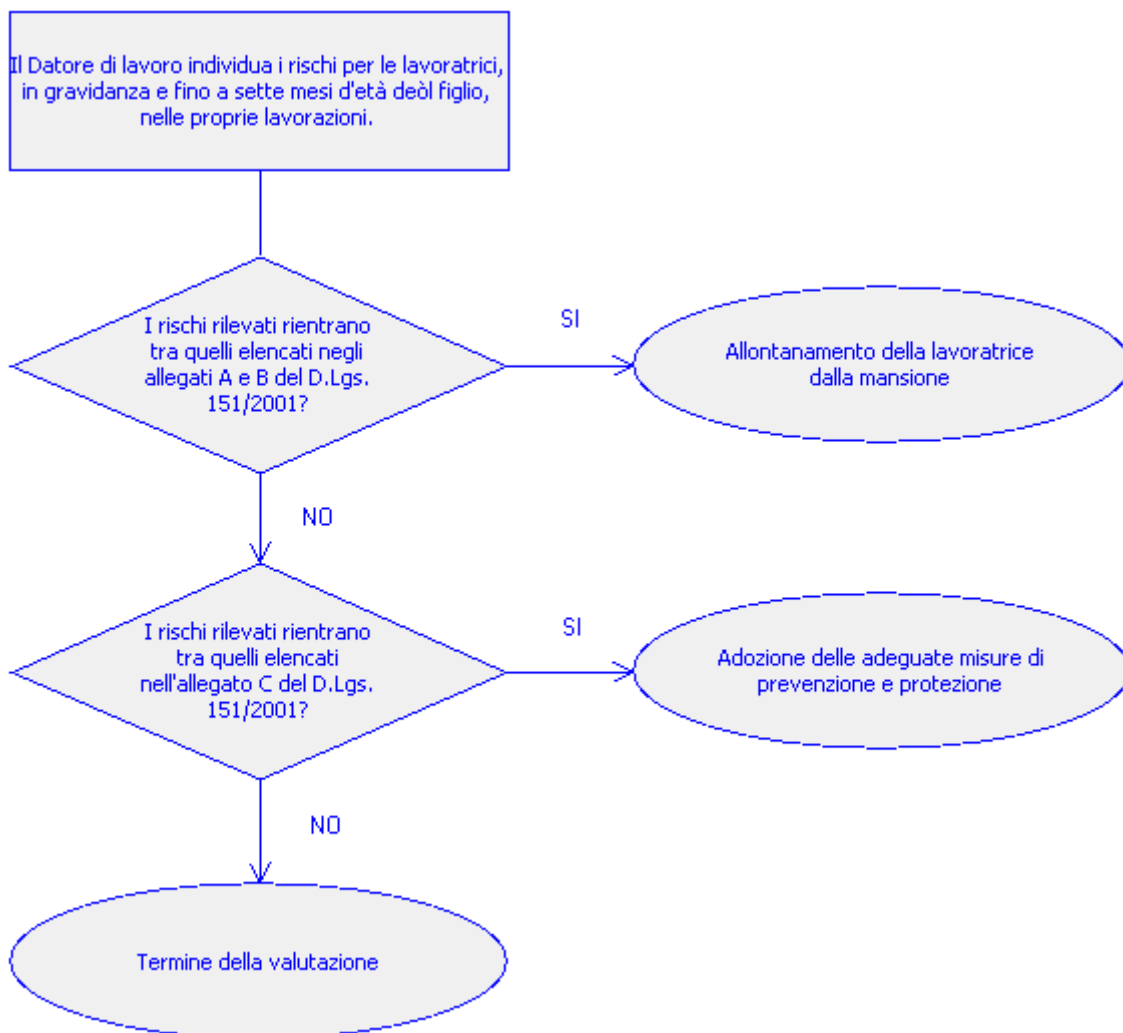 Il Datore di lavoro individua i rischi per le lavoratrici,
in gravidanza e fino a sette mesi d'età deòl figlio,
nelle proprie lavorazioni.
I rischi rilevati rientrano
tra quelli elencati negli
allegati A e B del D.Lgs.
151/2001?
SI
Allontanamento della lavoratrice
dalla mansione
NO
I rischi rilevati rientrano
tra quelli elencati
nell'allegato C del D.Lgs.
151/2001?
SI
Adozione delle adeguate misure di
prevenzione e protezione
NO
Termine della valutazione